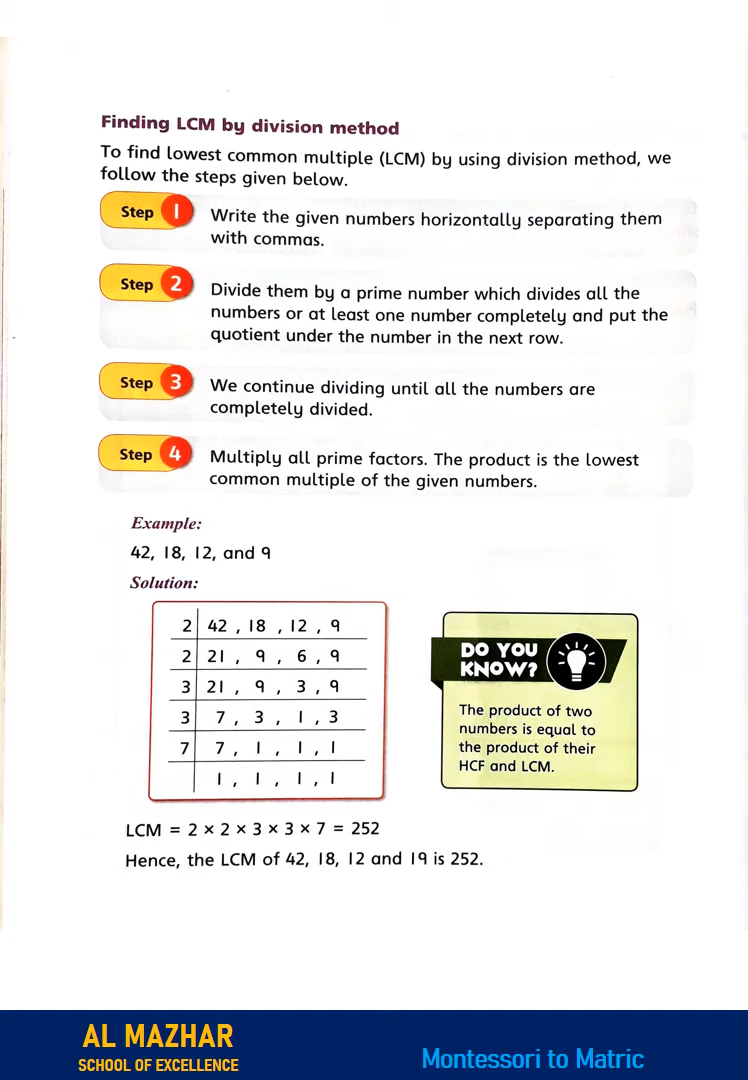 Finding LCM by division method
To find lowest common multiple (LCM) by using division method, we
follow the steps given below.
Step 1
Write the given numbers horizontally separating them
with commas.
Step 2
Divide them by a prime number which divides all the
numbers or at least one number completely and put the
quotient under the number in the next row.
Step 3
We continue dividing until all the numbers are
completely divided.
Step 4
Multiply all prime factors. The product is the lowest
common multiple of the given numbers.
Example:
42, 18, 12, and 9
Solution:
2 42 , 18 , 12 , 9
2 21 , 9 , 6 , 9
3 21 , 9 , 3 , 9
3 7 , 3 , 1 , 3
7 7 , 1 , 1 , 1
1 , 1 , 1 , 1
DO YOU
KNOW?
The product of two
numbers is equal to
the product of their
HCF and LCM.
LCM = 2 × 2 × 3 × 3 × 7 = 252
Hence, the LCM of 42, 18, 12 and 19 is 252.
AL MAZHAR
SCHOOL OF EXCELLENCE
Montessori to Matric